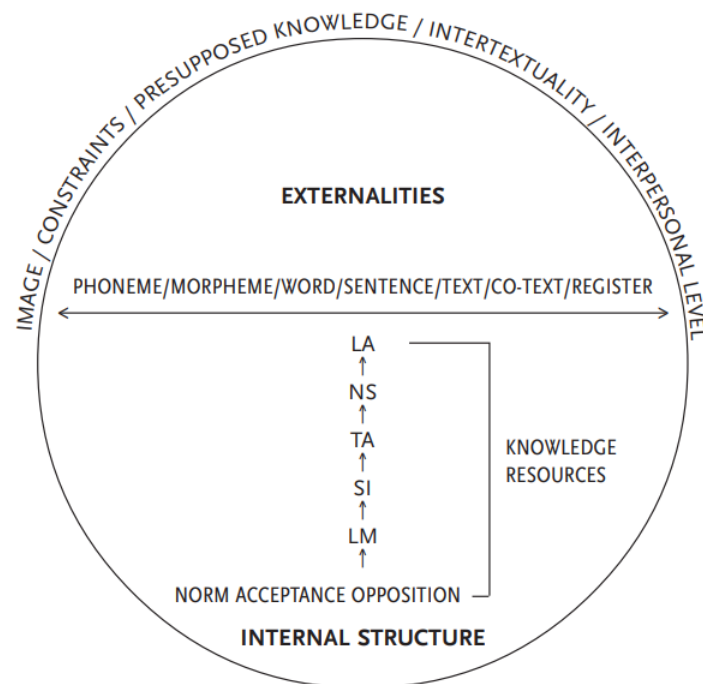 IMAGE / CONSTRAINTS / PRESUPPOSED KNOWLEDGE / INTERTEXTUALITY / INTERPERSONAL LEVEL
EXTERNALITIES
PHONEME/MORPHEME/WORD/SENTENCE/TEXT/CO-TEXT/REGISTER
LA
NS
TA
KNOWLEDGE
RESOURCES
SI
LM
NORM ACCEPTANCE OPPOSITION
INTERNAL STRUCTURE